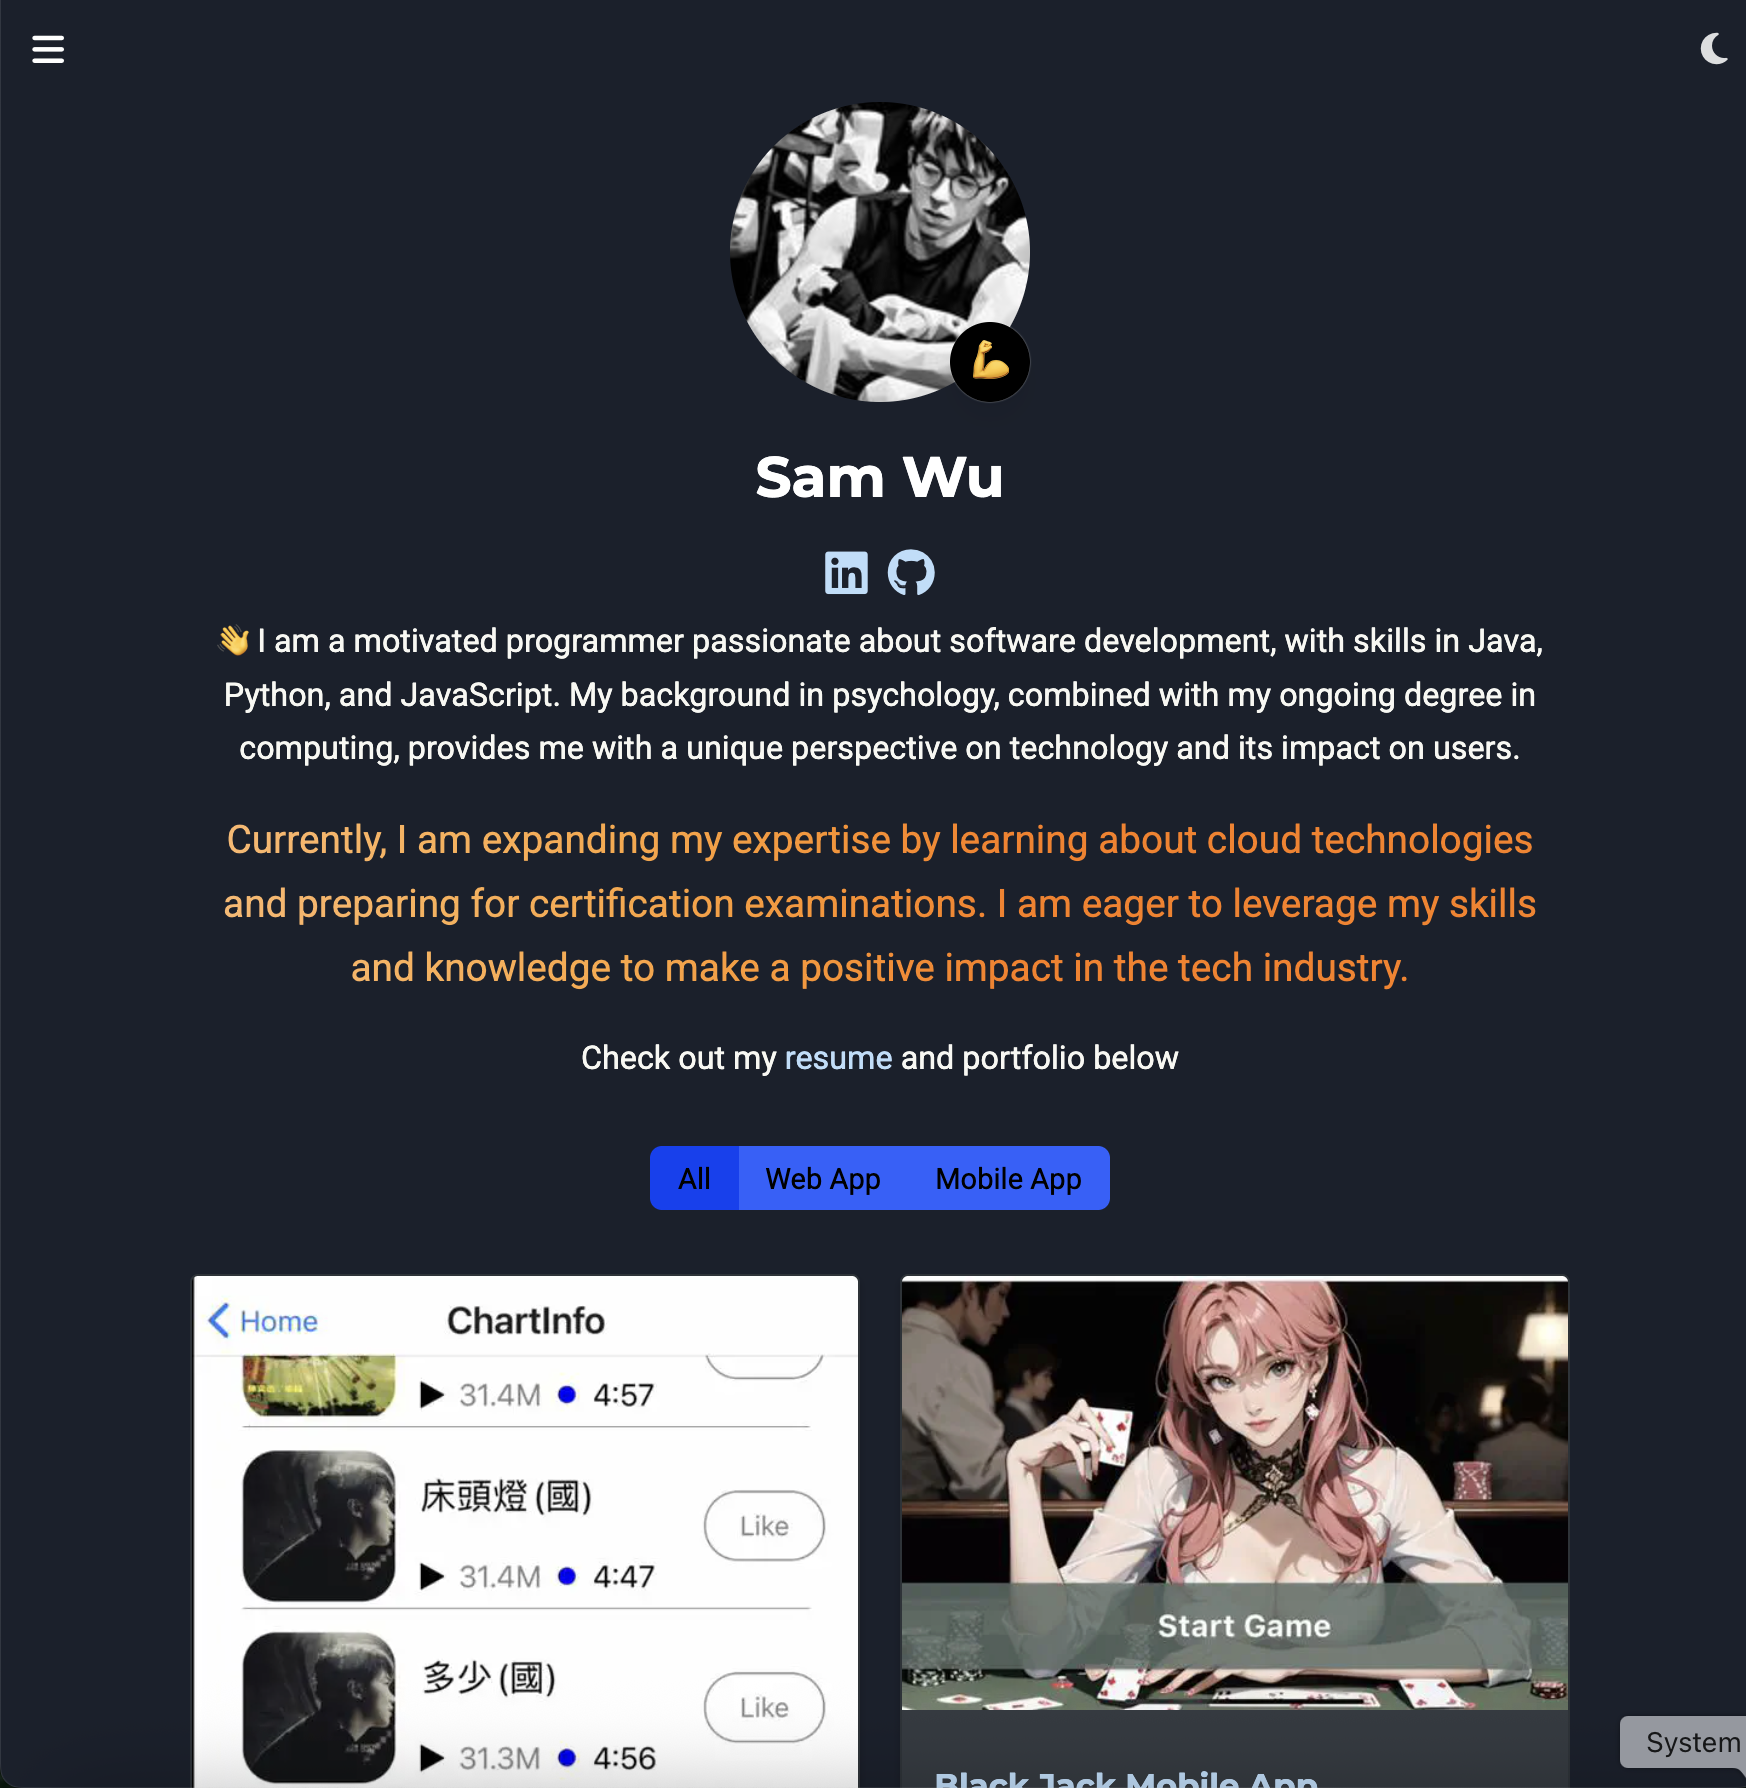 Sam Wu
in
👋 I am a motivated programmer passionate about software development, with skills in Java,
Python, and JavaScript. My background in psychology, combined with my ongoing degree in
computing, provides me with a unique perspective on technology and its impact on users.
Currently, I am expanding my expertise by learning about cloud technologies
and preparing for certification examinations. I am eager to leverage my skills
and knowledge to make a positive impact in the tech industry.
Check out my resume and portfolio below
All Web App Mobile App
Home ChartInfo
31.4M 4:57
床頭燈 (國)
Like
31.4M 4:47
多少 (國)
Like
31.3M 4:56
Start Game
Black Jack Mobile App
System